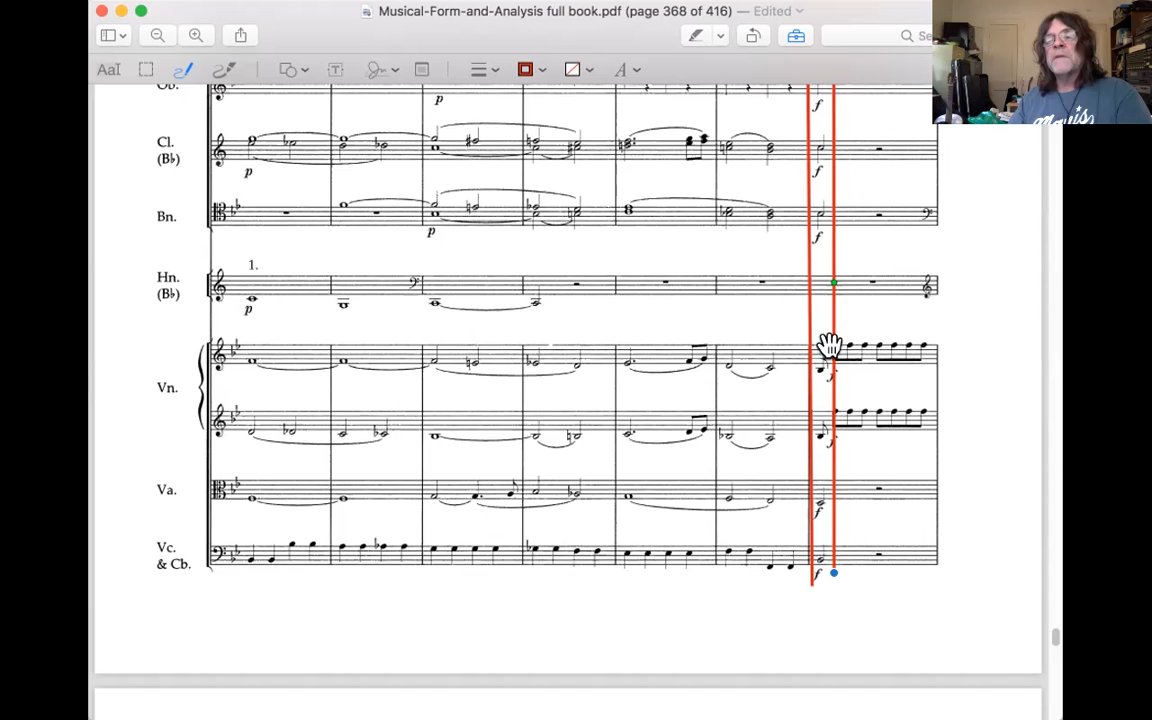 Musical-Form-and-Analysis full book.pdf (page 368 of 416) — Edited
Se
AaI
T
A
Ob.
p
f
Cl.
(B♭)
p
f
Bn.
p
f
1.
Hn.
(B♭)
p
Vn.
f
f
Va.
f
Vc.
& Cb.
f